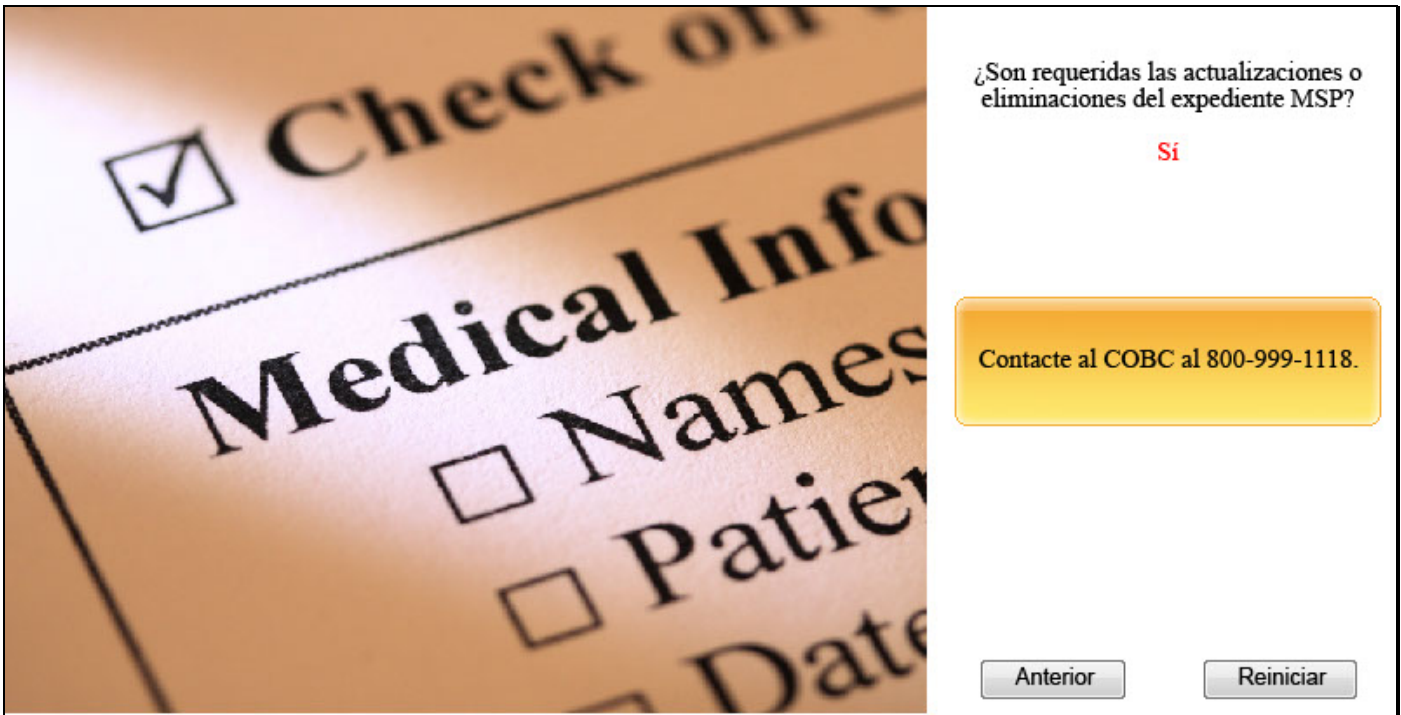 Check off
Medical Info
Names
Patie
Date
¿Son requeridas las actualizaciones o
eliminaciones del expediente MSP?
Sí
Contacte al COBC al 800-999-1118.
Anterior
Reiniciar